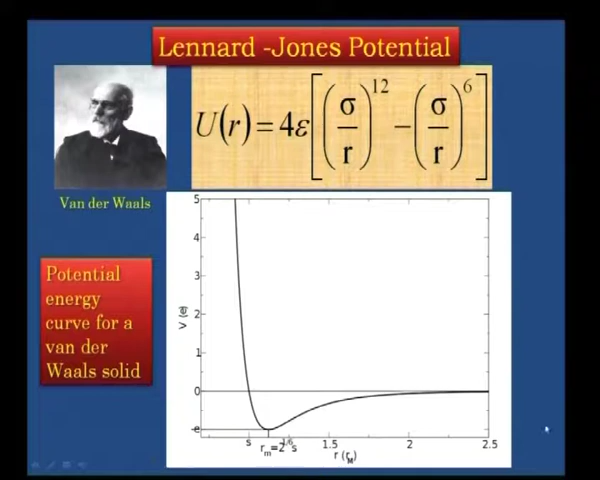 Lennard -Jones Potential
U(r) = 4ε[(σ/r)^12 − (σ/r)^6]
Van der Waals
Potential
energy
curve for a
van der
Waals solid
5
4
3
2
1
0
-e
V (e)
s
r_m=2^1/6s
1.5
2
2.5
r (r_M)